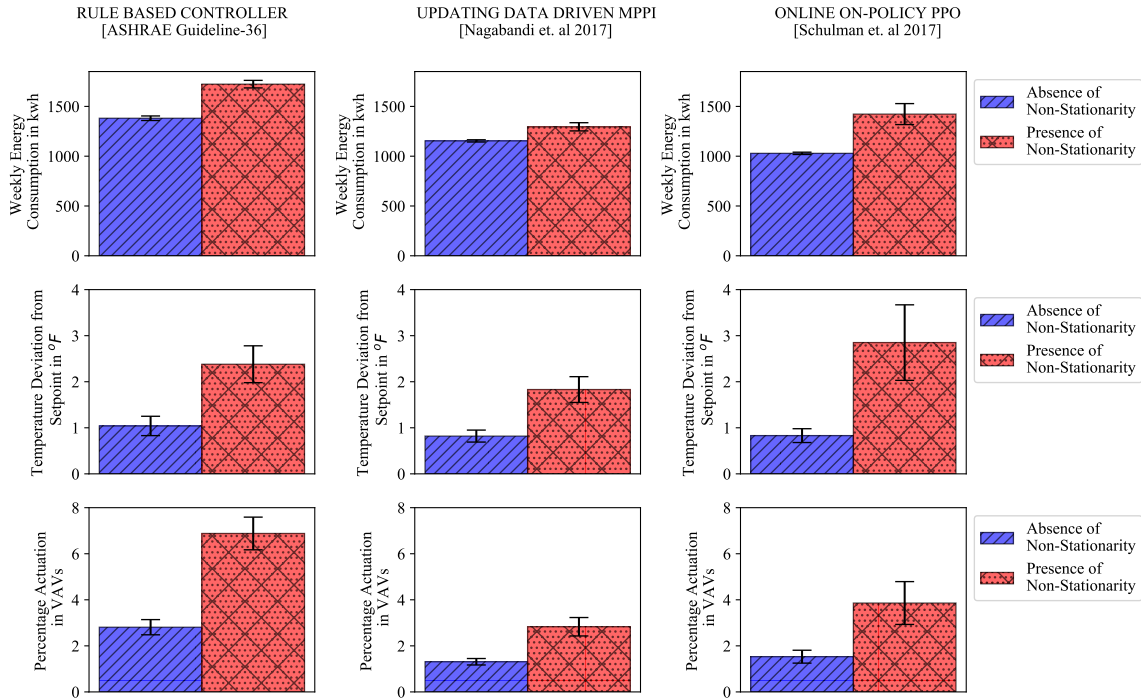 RULE BASED CONTROLLER
[ASHRAE Guideline-36]
UPDATING DATA DRIVEN MPPI
[Nagabandi et. al 2017]
ONLINE ON-POLICY PPO
[Schulman et. al 2017]
Weekly Energy
Consumption in kwh
1500
1000
500
0
Weekly Energy
Consumption in kwh
1500
1000
500
0
Weekly Energy
Consumption in kwh
1500
1000
500
0
Absence of
Non-Stationarity
Presence of
Non-Stationarity
Temperature Deviation from
Setpoint in °F
4
3
2
1
0
Temperature Deviation from
Setpoint in °F
4
3
2
1
0
Temperature Deviation from
Setpoint in °F
4
3
2
1
0
Absence of
Non-Stationarity
Presence of
Non-Stationarity
Percentage Actuation
in VAVs
8
6
4
2
0
Percentage Actuation
in VAVs
8
6
4
2
0
Percentage Actuation
in VAVs
8
6
4
2
0
Absence of
Non-Stationarity
Presence of
Non-Stationarity